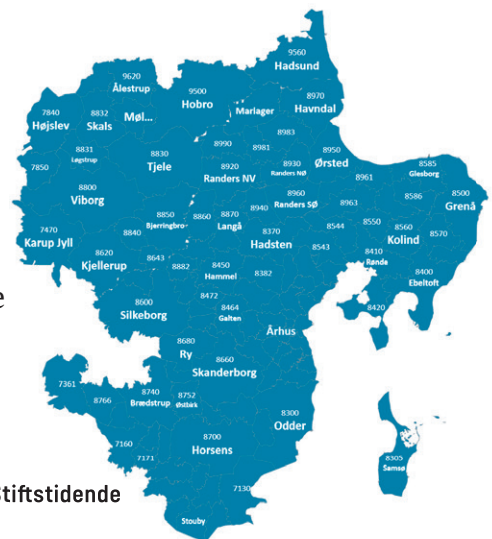 9560
Hadsund
9620
Ålestrup
9500
Hobro
8970
Havndal
Mariager
7840
Højslev
8832
Skals
Møl...
8983
8831
Løgstrup
8990
8981
8950
Ørsted
7850
8830
Tjele
8920
Randers NV
8930
Randers NØ
8961
8585
Glesborg
8800
Viborg
8960
Randers SØ
8963
8586
8500
Grenå
8850
Bjerringbro
8860
8870
Langå
8940
7470
Karup Jyll
8840
8370
Hadsten
8544
8550
8560
Kolind
8570
8620
Kjellerup
8643
8882
8450
Hammel
8382
8543
8410
Rønde
8400
Ebeltoft
e
8600
Silkeborg
8472
8464
Galten
8420
Århus
8680
Ry
8660
Skanderborg
7361
8766
8740
Brædstrup
8752
Østbirk
8300
Odder
7160
8700
Horsens
7171
8305
Samsø
Stiftstidende
7130
Stouby